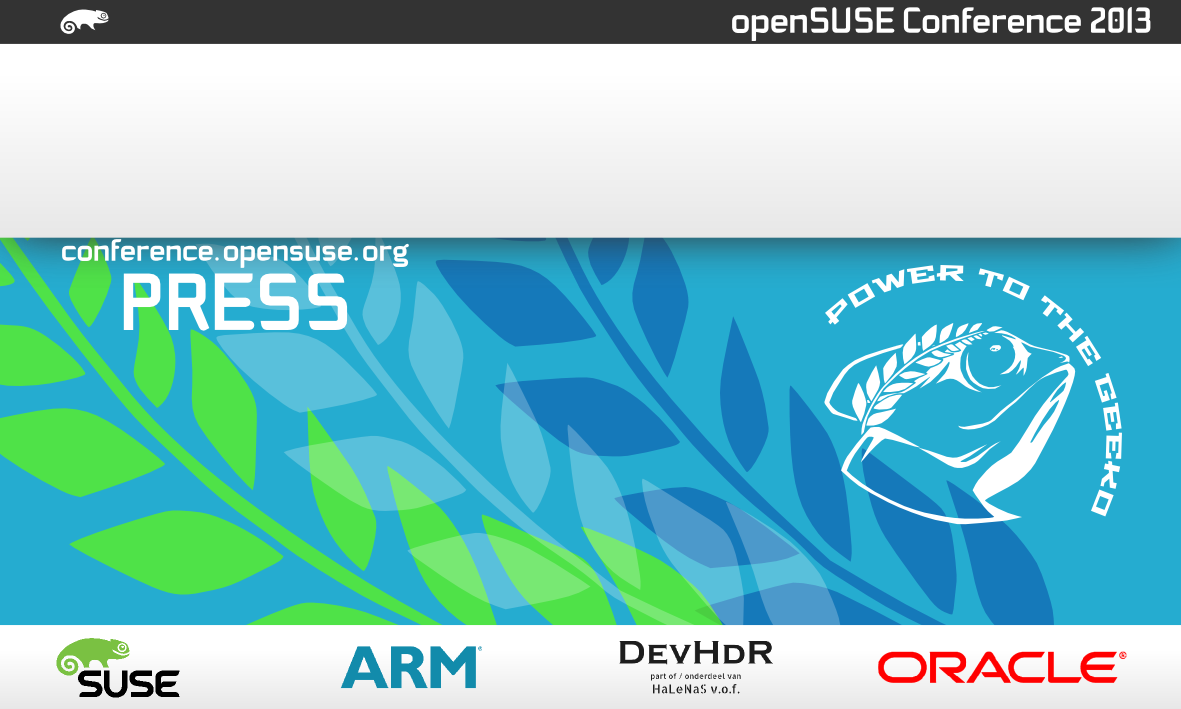 openSUSE Conference 2013
conference.opensuse.org
PRESS
POWER TO THE GEEKO
SUSE
ARM®
DEVHDR
part of / onderdeel van
HaLeNaS v.o.f.
ORACLE®